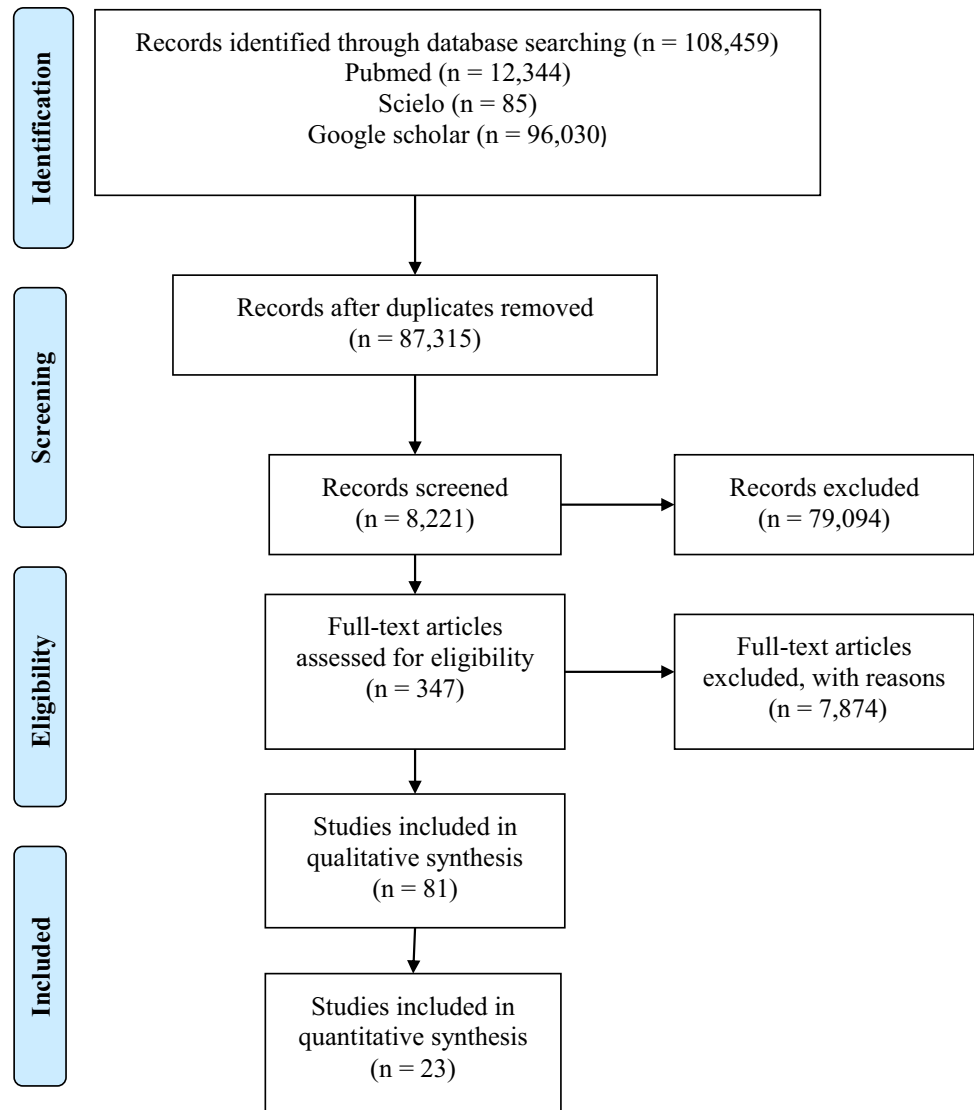 Identification
Records identified through database searching (n = 108,459)
Pubmed (n = 12,344)
Scielo (n = 85)
Google scholar (n = 96,030)
Screening
Records after duplicates removed
(n = 87,315)
Records screened
(n = 8,221)
Records excluded
(n = 79,094)
Eligibility
Full-text articles
assessed for eligibility
(n = 347)
Full-text articles
excluded, with reasons
(n = 7,874)
Included
Studies included in
qualitative synthesis
(n = 81)
Studies included in
quantitative synthesis
(n = 23)